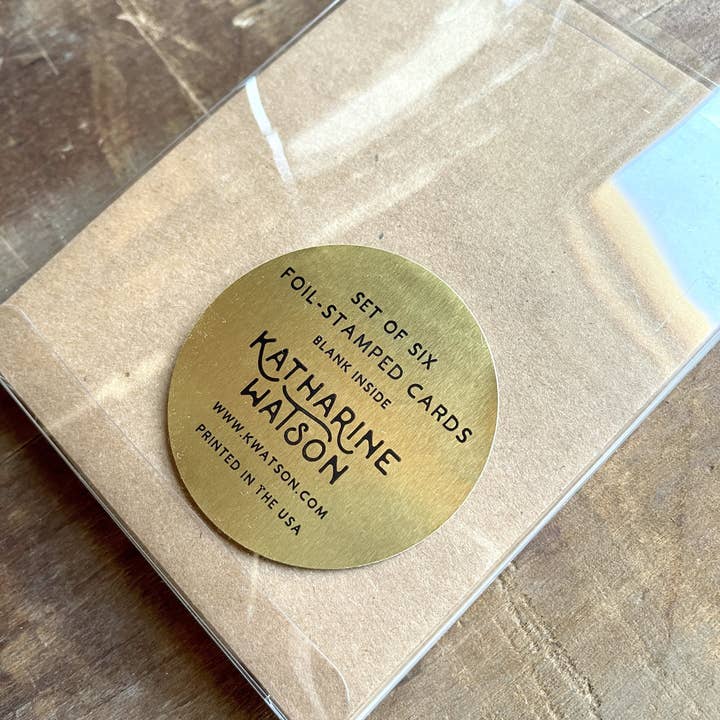 SET OF SIX
FOIL-STAMPED CARDS
BLANK INSIDE
KATHARINE
WATSON
WWW.KWATSON.COM
PRINTED IN THE USA